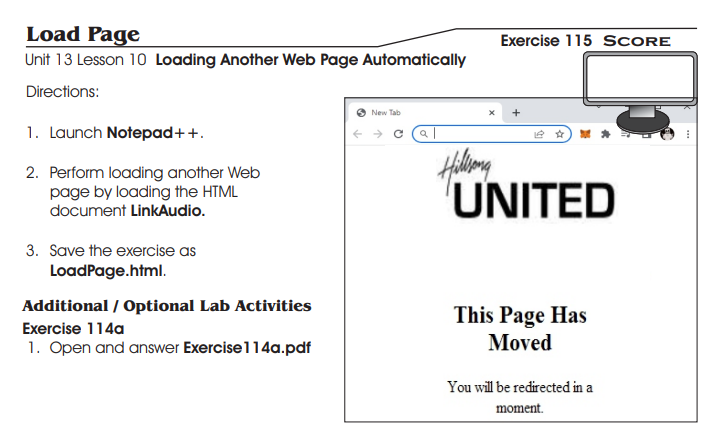 Load Page
Exercise 115 SCORE
Unit 13 Lesson 10 Loading Another Web Page Automatically
Directions:
1. Launch Notepad++.
2. Perform loading another Web
page by loading the HTML
document LinkAudio.
3. Save the exercise as
LoadPage.html.
Additional / Optional Lab Activities
Exercise 114a
1. Open and answer Exercise114a.pdf
New Tab
Hillsong
UNITED
This Page Has
Moved
You will be redirected in a
moment.